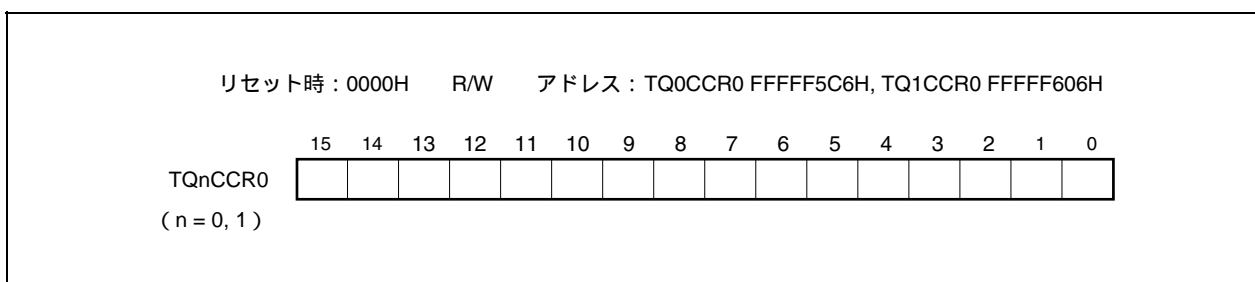 リセット時：0000H R/W アドレス：TQ0CCR0 FFFFF5C6H, TQ1CCR0 FFFFF606H
15 14 13 12 11 10 9 8 7 6 5 4 3 2 1 0
TQnCCR0
（n = 0, 1）